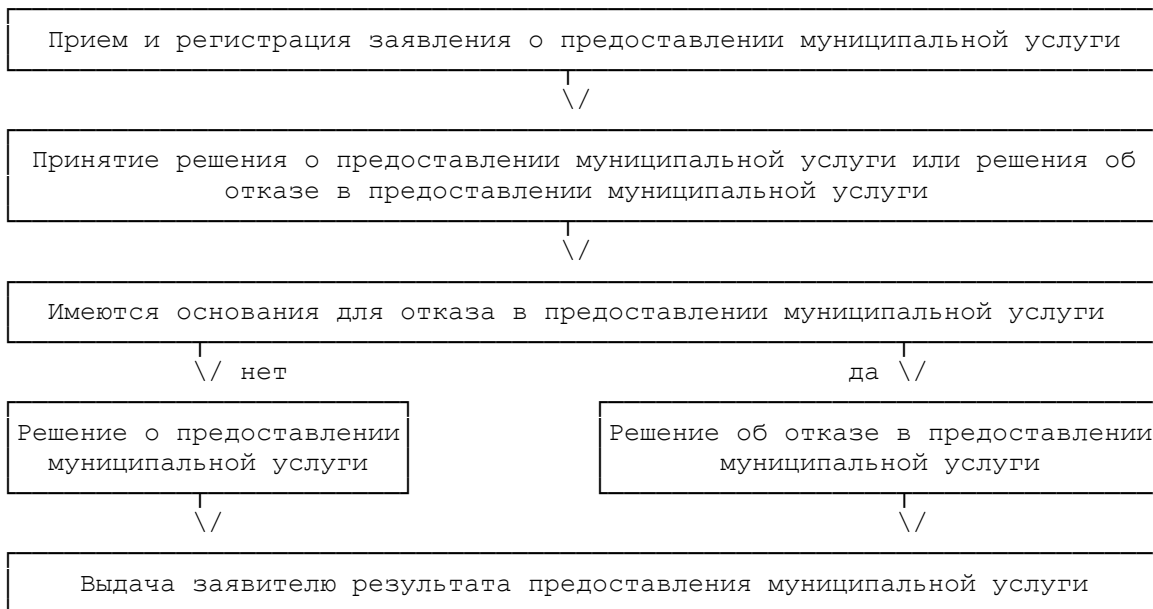 Прием и регистрация заявления о предоставлении муниципальной услуги
\/
Принятие решения о предоставлении муниципальной услуги или решения об
отказе в предоставлении муниципальной услуги
\/
Имеются основания для отказа в предоставлении муниципальной услуги
\/ нет
да \/
Решение о предоставлении
муниципальной услуги
Решение об отказе в предоставлении
муниципальной услуги
\/
\/
Выдача заявителю результата предоставления муниципальной услуги